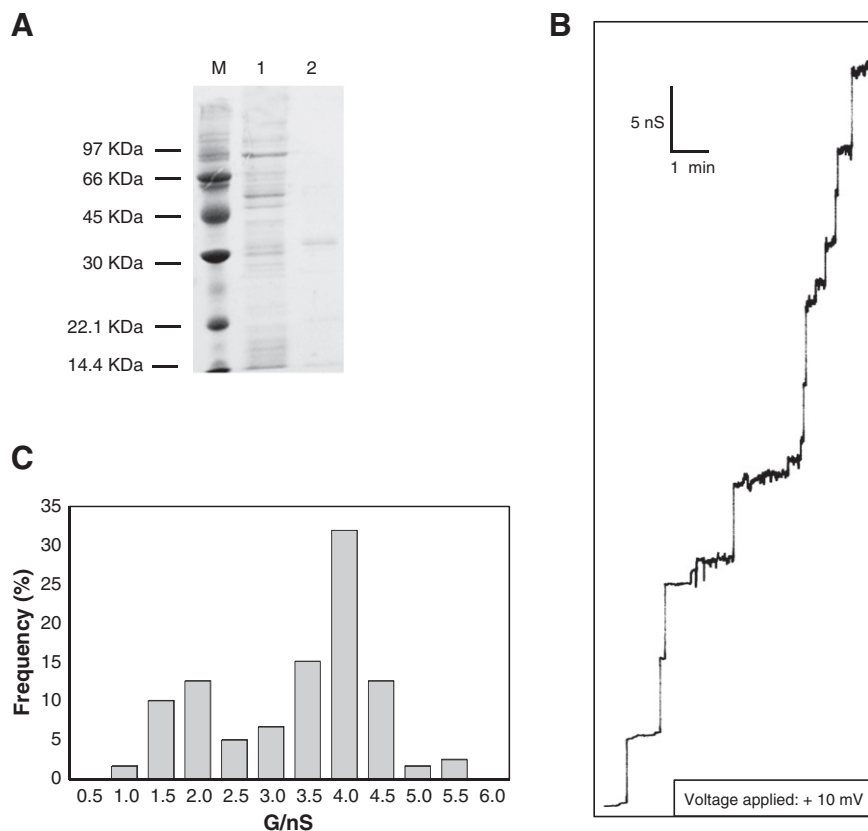 A
M 1 2
97 KDa
66 KDa
45 KDa
30 KDa
22.1 KDa
14.4 KDa
B
5 nS
1 min
Voltage applied: + 10 mV
C
35
30
25
20
15
10
5
0
Frequency (%)
0.5 1.0 1.5 2.0 2.5 3.0 3.5 4.0 4.5 5.0 5.5 6.0
G/nS